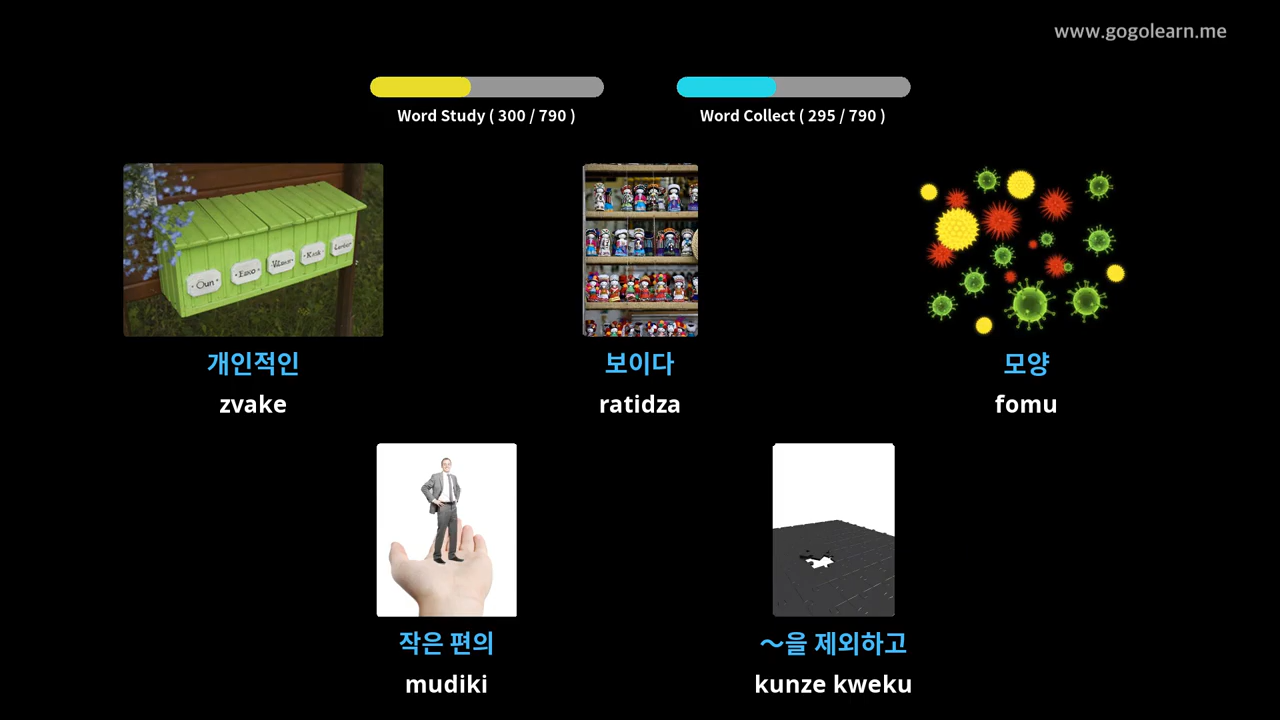 www.gogolearn.me
Word Study ( 300 / 790 )
Word Collect ( 295 / 790 )
개인적인
zvake
보이다
ratidza
모양
fomu
작은 편의
mudiki
～을 제외하고
kunze kweku